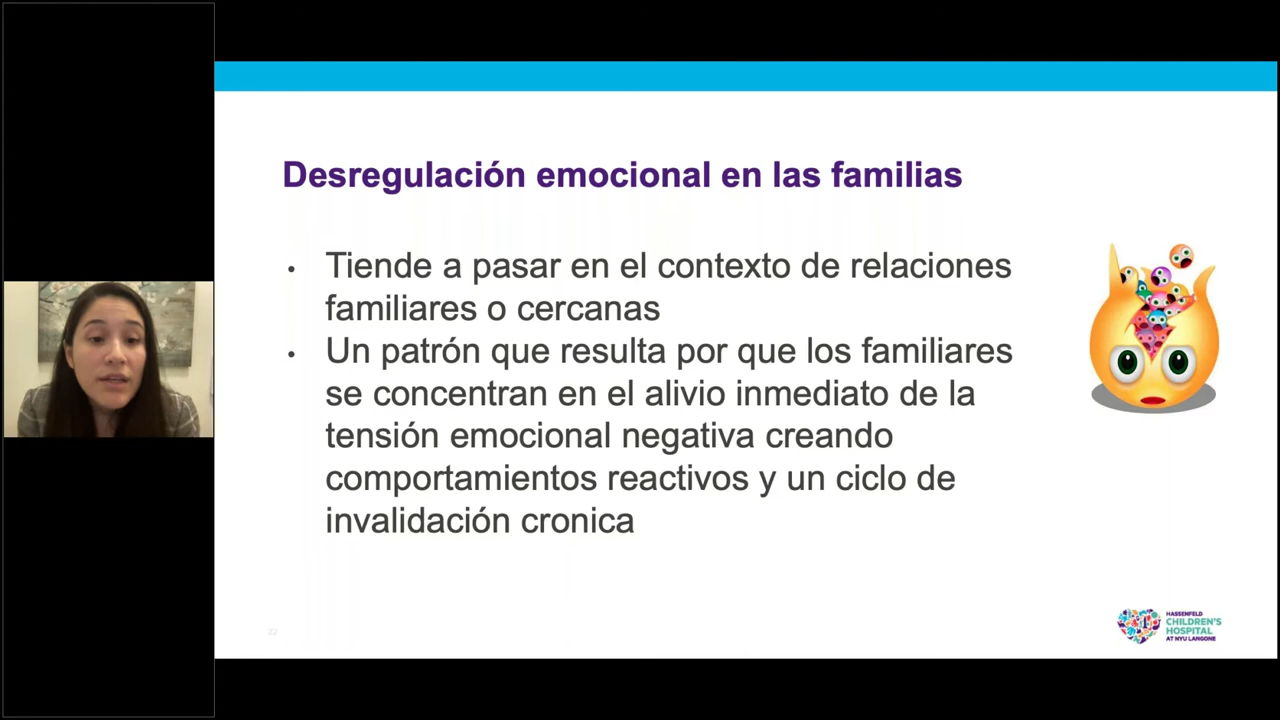 Desregulación emocional en las familias
• Tiende a pasar en el contexto de relaciones
familiares o cercanas
• Un patrón que resulta por que los familiares
se concentran en el alivio inmediato de la
tensión emocional negativa creando
comportamientos reactivos y un ciclo de
invalidación cronica
22
HASSENFELD
CHILDREN'S
HOSPITAL
AT NYU LANGONE